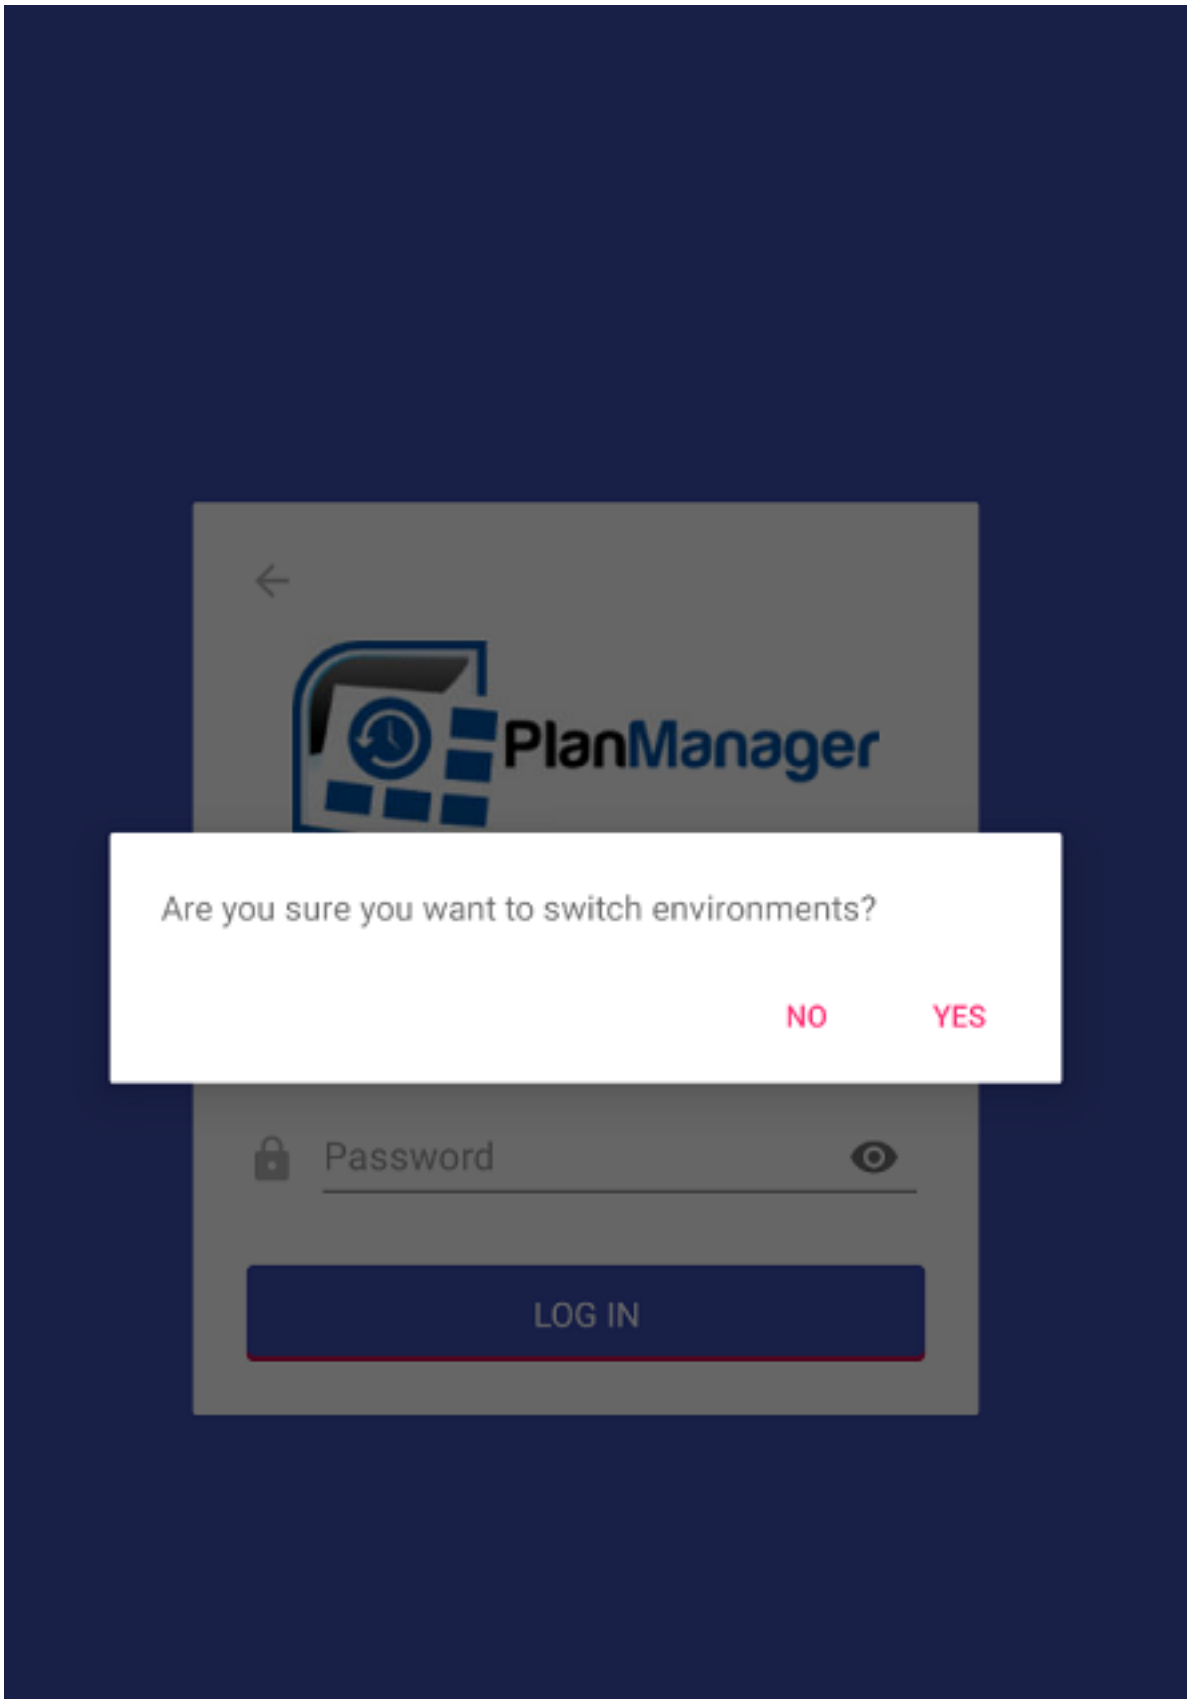 PlanManager
Are you sure you want to switch environments?
NO YES
Password
LOG IN